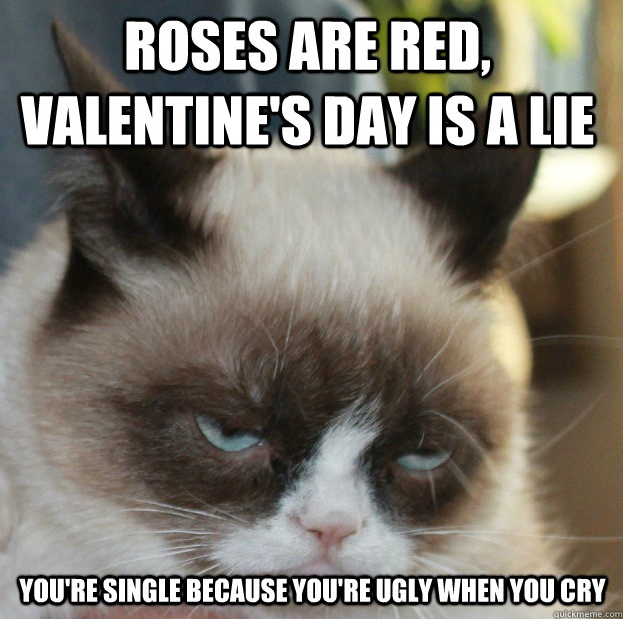 ROSES ARE RED,
VALENTINE'S DAY IS A LIE
YOU'RE SINGLE BECAUSE YOU'RE UGLY WHEN YOU CRY
quickmeme.com